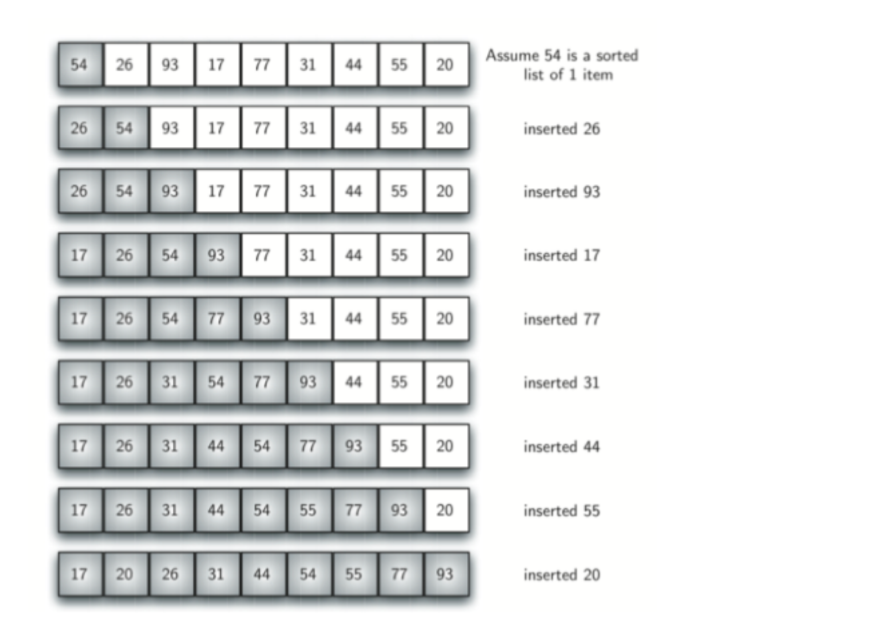 54 26 93 17 77 31 44 55 20 Assume 54 is a sorted
list of 1 item
26 54 93 17 77 31 44 55 20 inserted 26
26 54 93 17 77 31 44 55 20 inserted 93
17 26 54 93 77 31 44 55 20 inserted 17
17 26 54 77 93 31 44 55 20 inserted 77
17 26 31 54 77 93 44 55 20 inserted 31
17 26 31 44 54 77 93 55 20 inserted 44
17 26 31 44 54 55 77 93 20 inserted 55
17 20 26 31 44 54 55 77 93 inserted 20